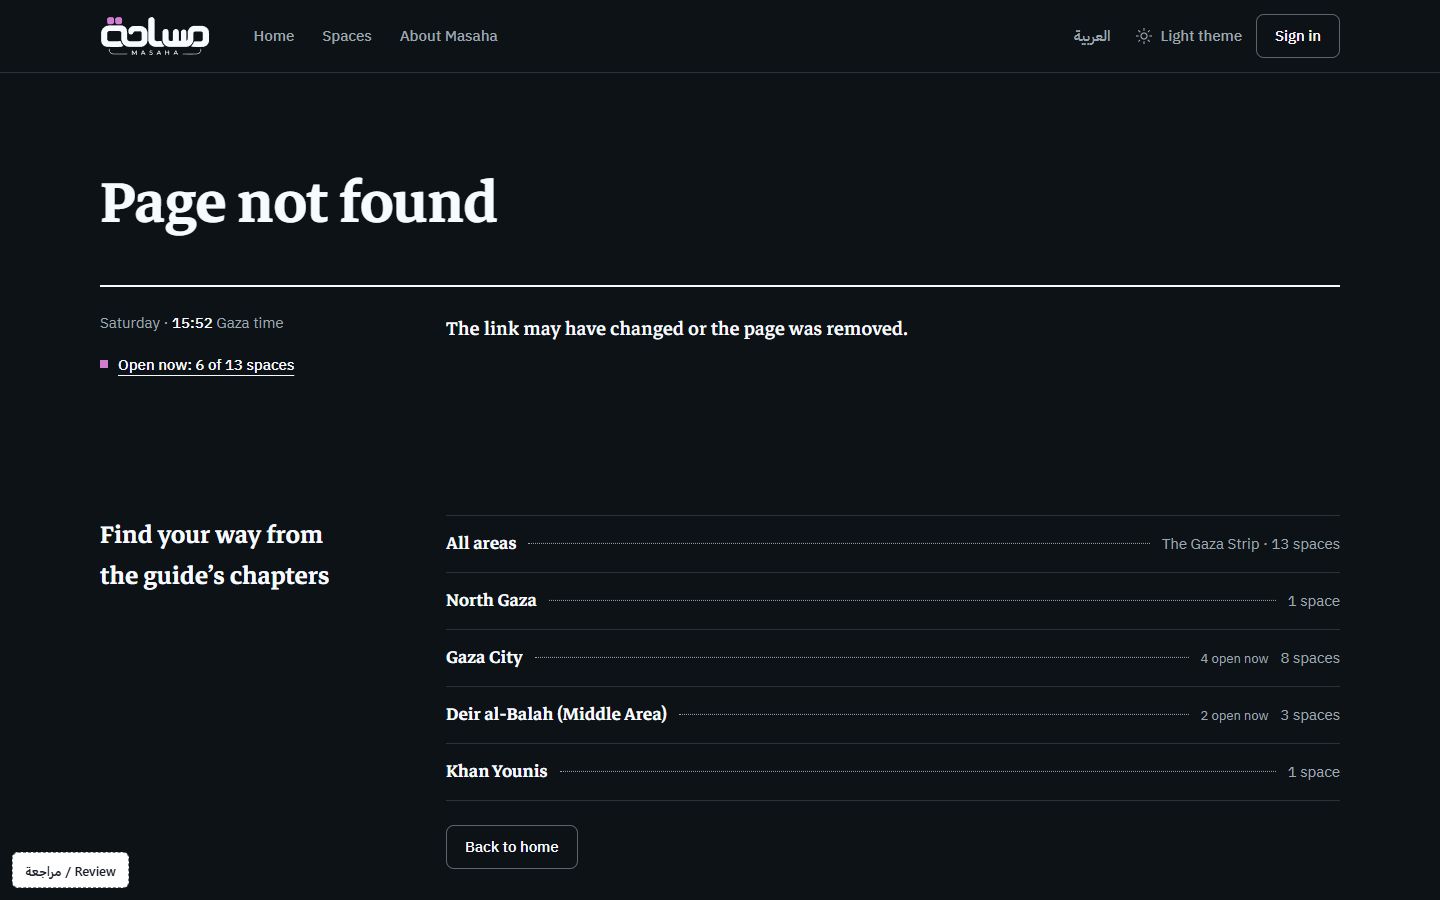 مساحة
MASAHA
Home
Spaces
About Masaha
العربية
Light theme
Sign in
Page not found
Saturday · 15:52 Gaza time
The link may have changed or the page was removed.
Open now: 6 of 13 spaces
Find your way from
the guide’s chapters
All areas
The Gaza Strip · 13 spaces
North Gaza
1 space
Gaza City
4 open now 8 spaces
Deir al-Balah (Middle Area)
2 open now 3 spaces
Khan Younis
1 space
Back to home
مراجعة / Review